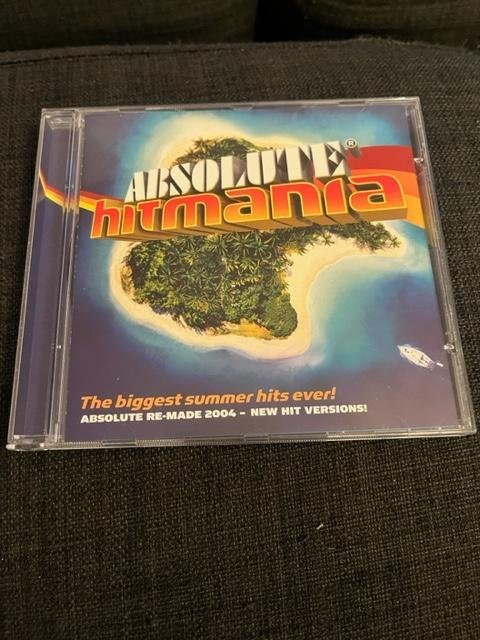 ABSOLUTE®
hitmania
The biggest summer hits ever!
ABSOLUTE RE-MADE 2004 - NEW HIT VERSIONS!